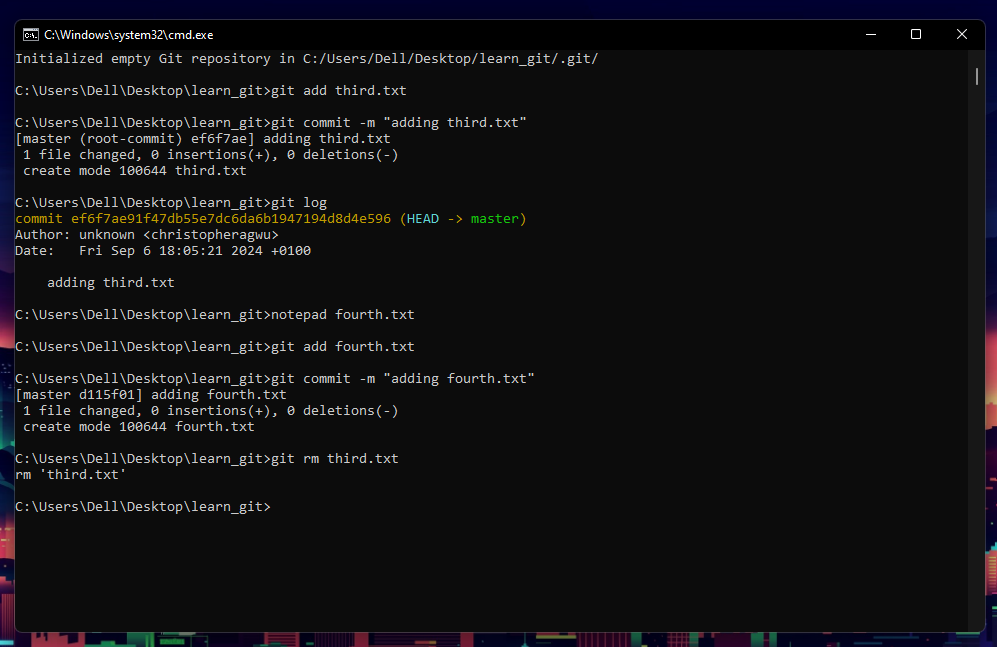 C:\Windows\system32\cmd.exe
Initialized empty Git repository in C:/Users/Dell/Desktop/learn_git/.git/
C:\Users\Dell\Desktop\learn_git>git add third.txt
C:\Users\Dell\Desktop\learn_git>git commit -m "adding third.txt"
[master (root-commit) ef6f7ae] adding third.txt
 1 file changed, 0 insertions(+), 0 deletions(-)
 create mode 100644 third.txt
C:\Users\Dell\Desktop\learn_git>git log
commit ef6f7ae91f47db55e7dc6da6b1947194d8d4e596 (HEAD -> master)
Author: unknown <christopheragwu>
Date:   Fri Sep 6 18:05:21 2024 +0100
    adding third.txt
C:\Users\Dell\Desktop\learn_git>notepad fourth.txt
C:\Users\Dell\Desktop\learn_git>git add fourth.txt
C:\Users\Dell\Desktop\learn_git>git commit -m "adding fourth.txt"
[master d115f01] adding fourth.txt
 1 file changed, 0 insertions(+), 0 deletions(-)
 create mode 100644 fourth.txt
C:\Users\Dell\Desktop\learn_git>git rm third.txt
rm 'third.txt'
C:\Users\Dell\Desktop\learn_git>